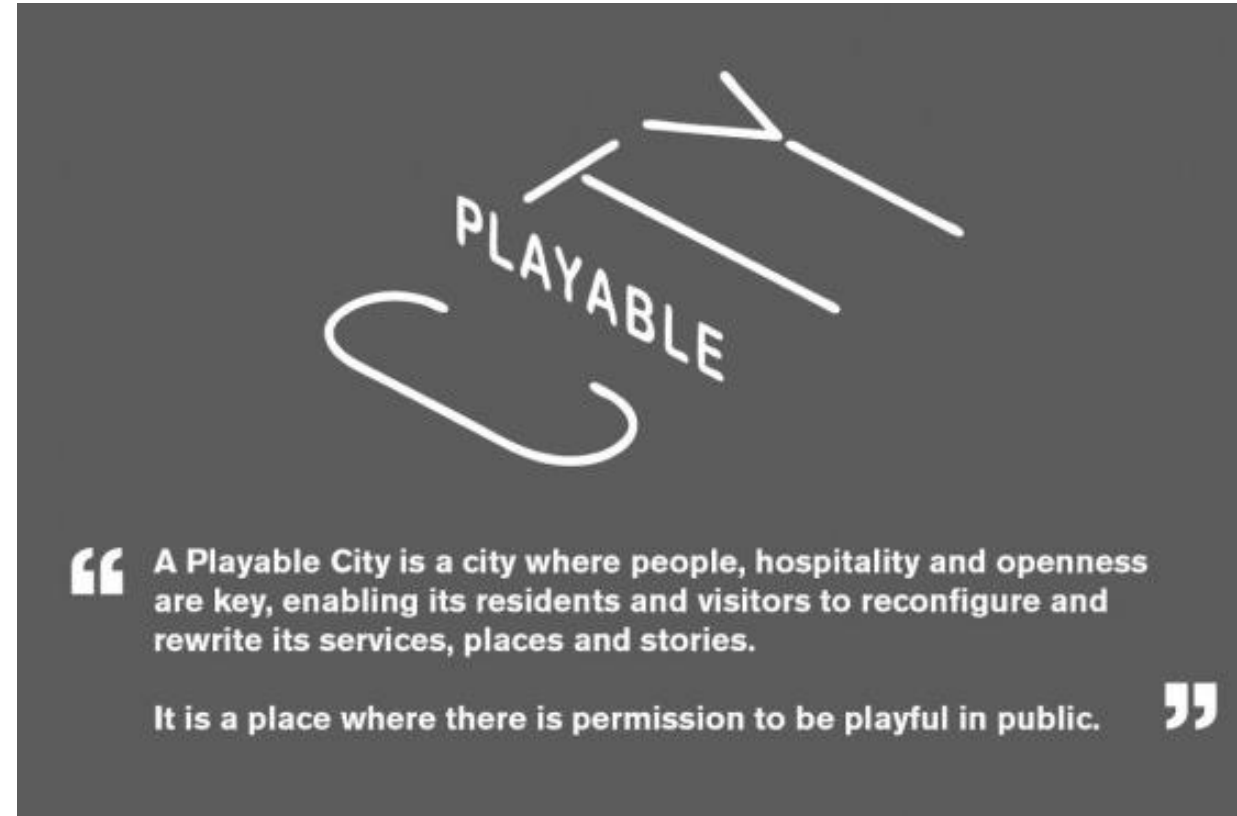 PLAYABLE
CITY
“ A Playable City is a city where people, hospitality and openness
are key, enabling its residents and visitors to reconfigure and
rewrite its services, places and stories.
It is a place where there is permission to be playful in public. ”